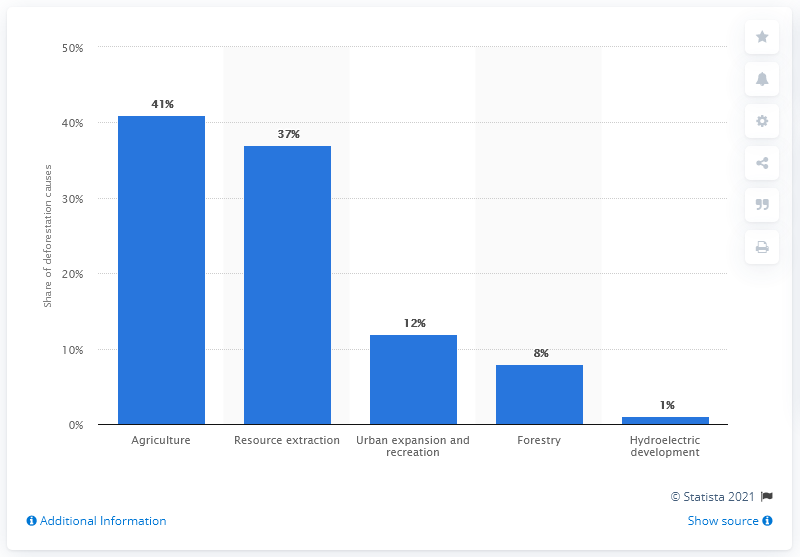 50%
41%
40%
37%
30%
Share of deforestation causes
20%
12%
10%
8%
1%
0%
Agriculture
Resource extraction
Urban expansion and
recreation
Forestry
Hydroelectric
development
© Statista 2021
Additional Information
Show source